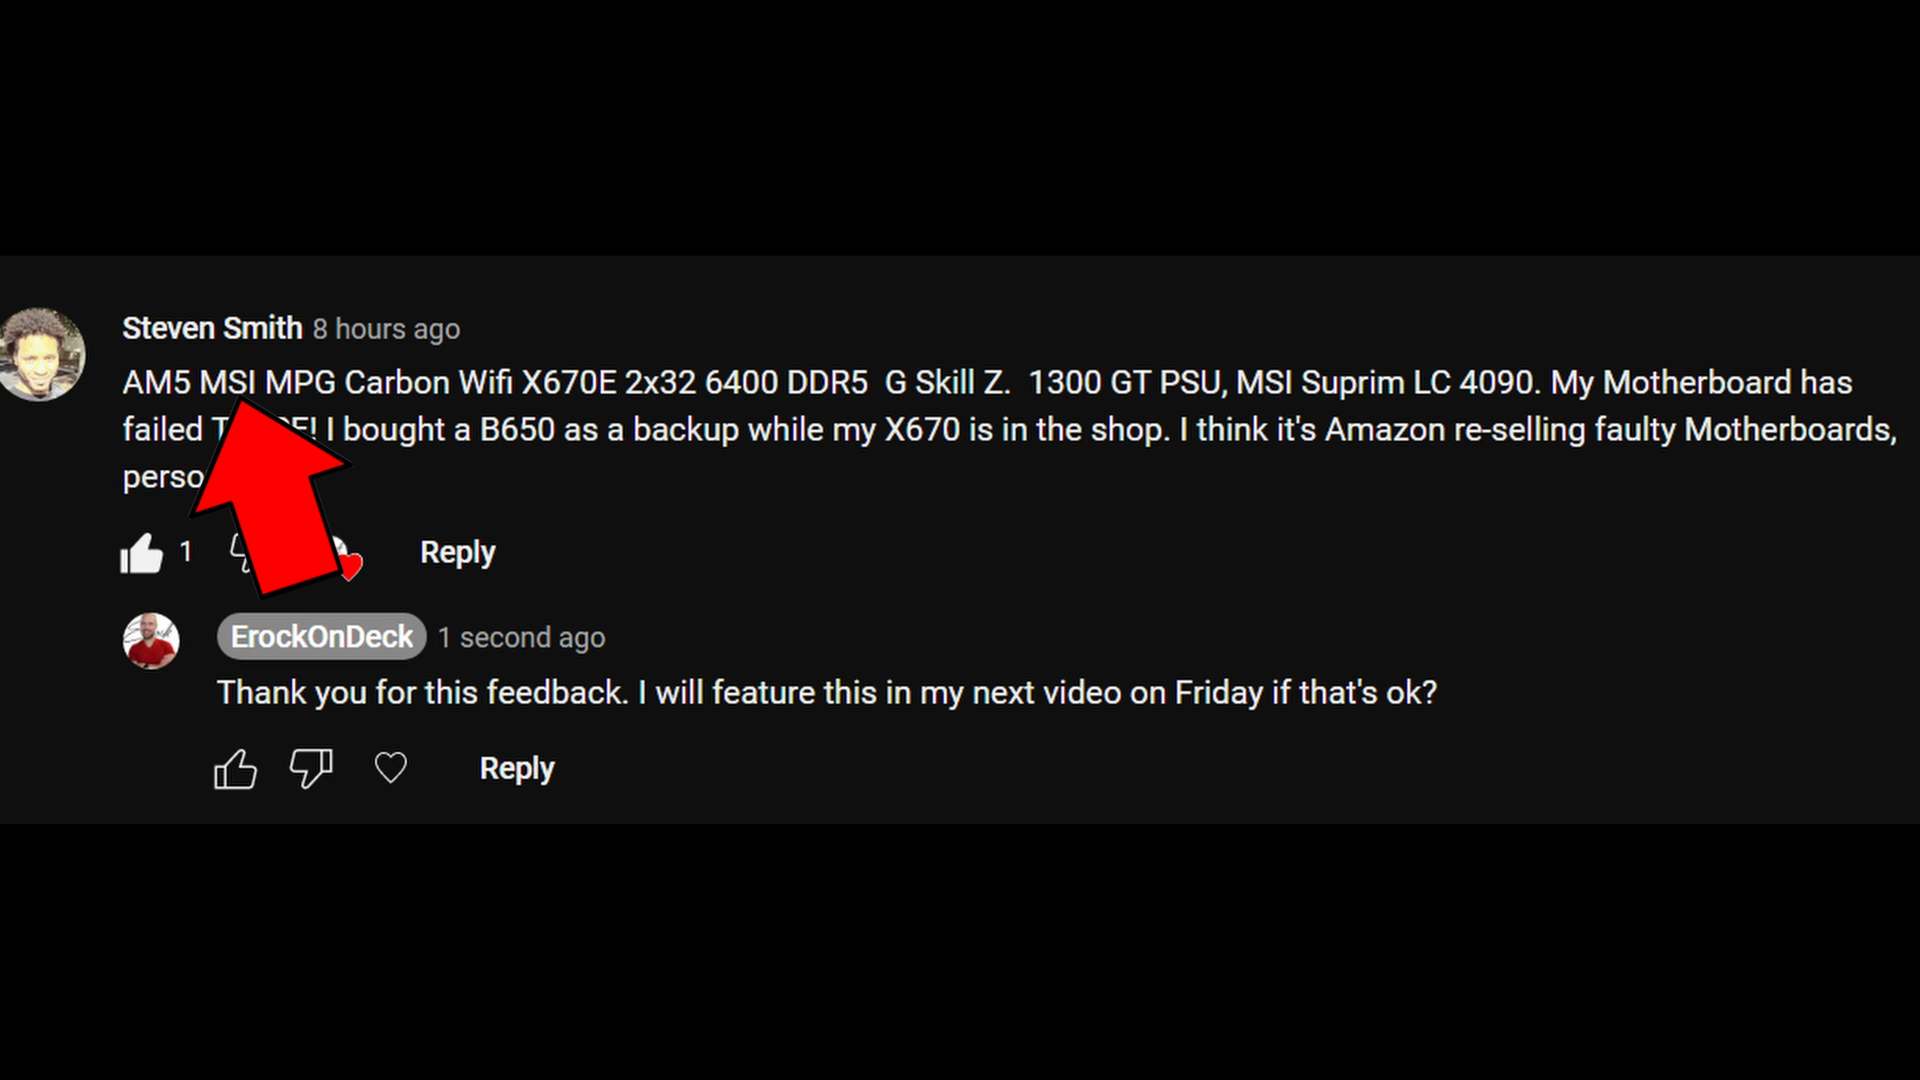 Steven Smith 8 hours ago
AM5 MSI MPG Carbon Wifi X670E 2x32 6400 DDR5 G Skill Z. 1300 GT PSU, MSI Suprim LC 4090. My Motherboard has
failed I bought a B650 as a backup while my X670 is in the shop. I think it's Amazon re-selling faulty Motherboards,
1 Reply
ErockOnDeck 1 second ago
Thank you for this feedback. I will feature this in my next video on Friday if that's ok?
Reply